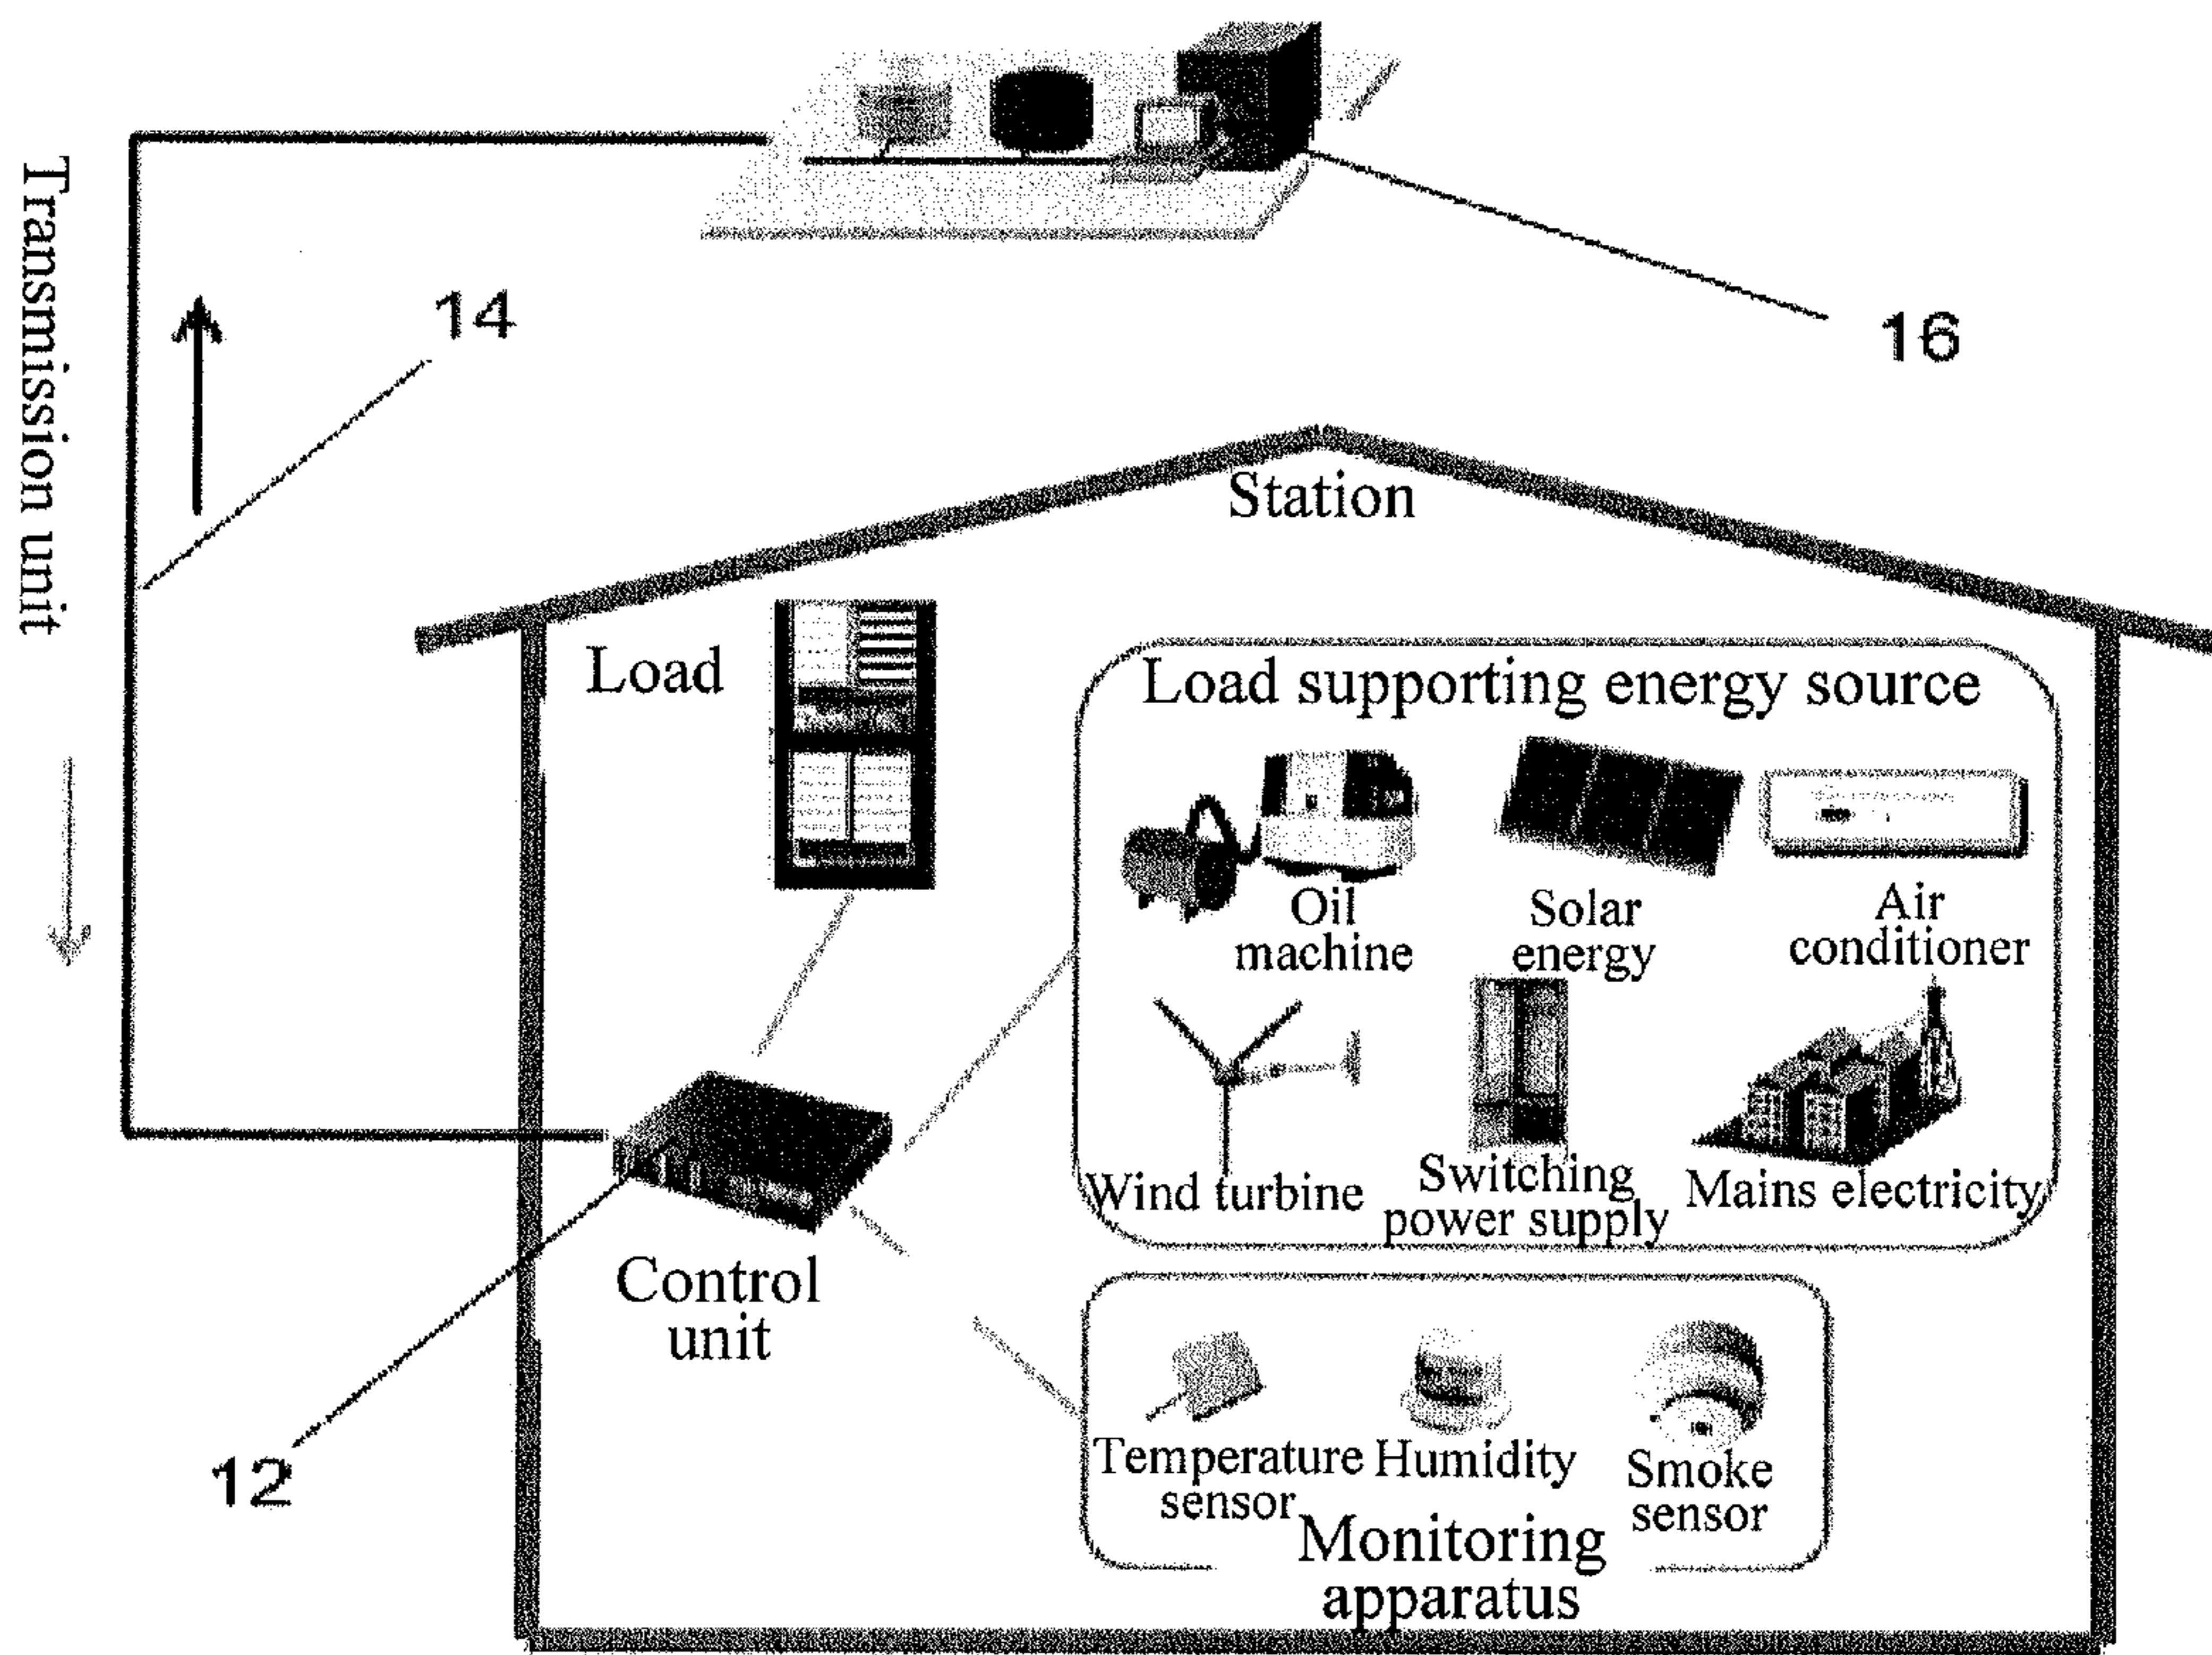 Transmission unit
14
16
Station
Load
Load supporting energy source
Oil
machine
Solar
energy
Air
conditioner
Wind turbine
Switching
power supply
Mains electricity
Control
unit
12
Temperature
sensor
Humidity
Smoke
sensor
Monitoring
apparatus